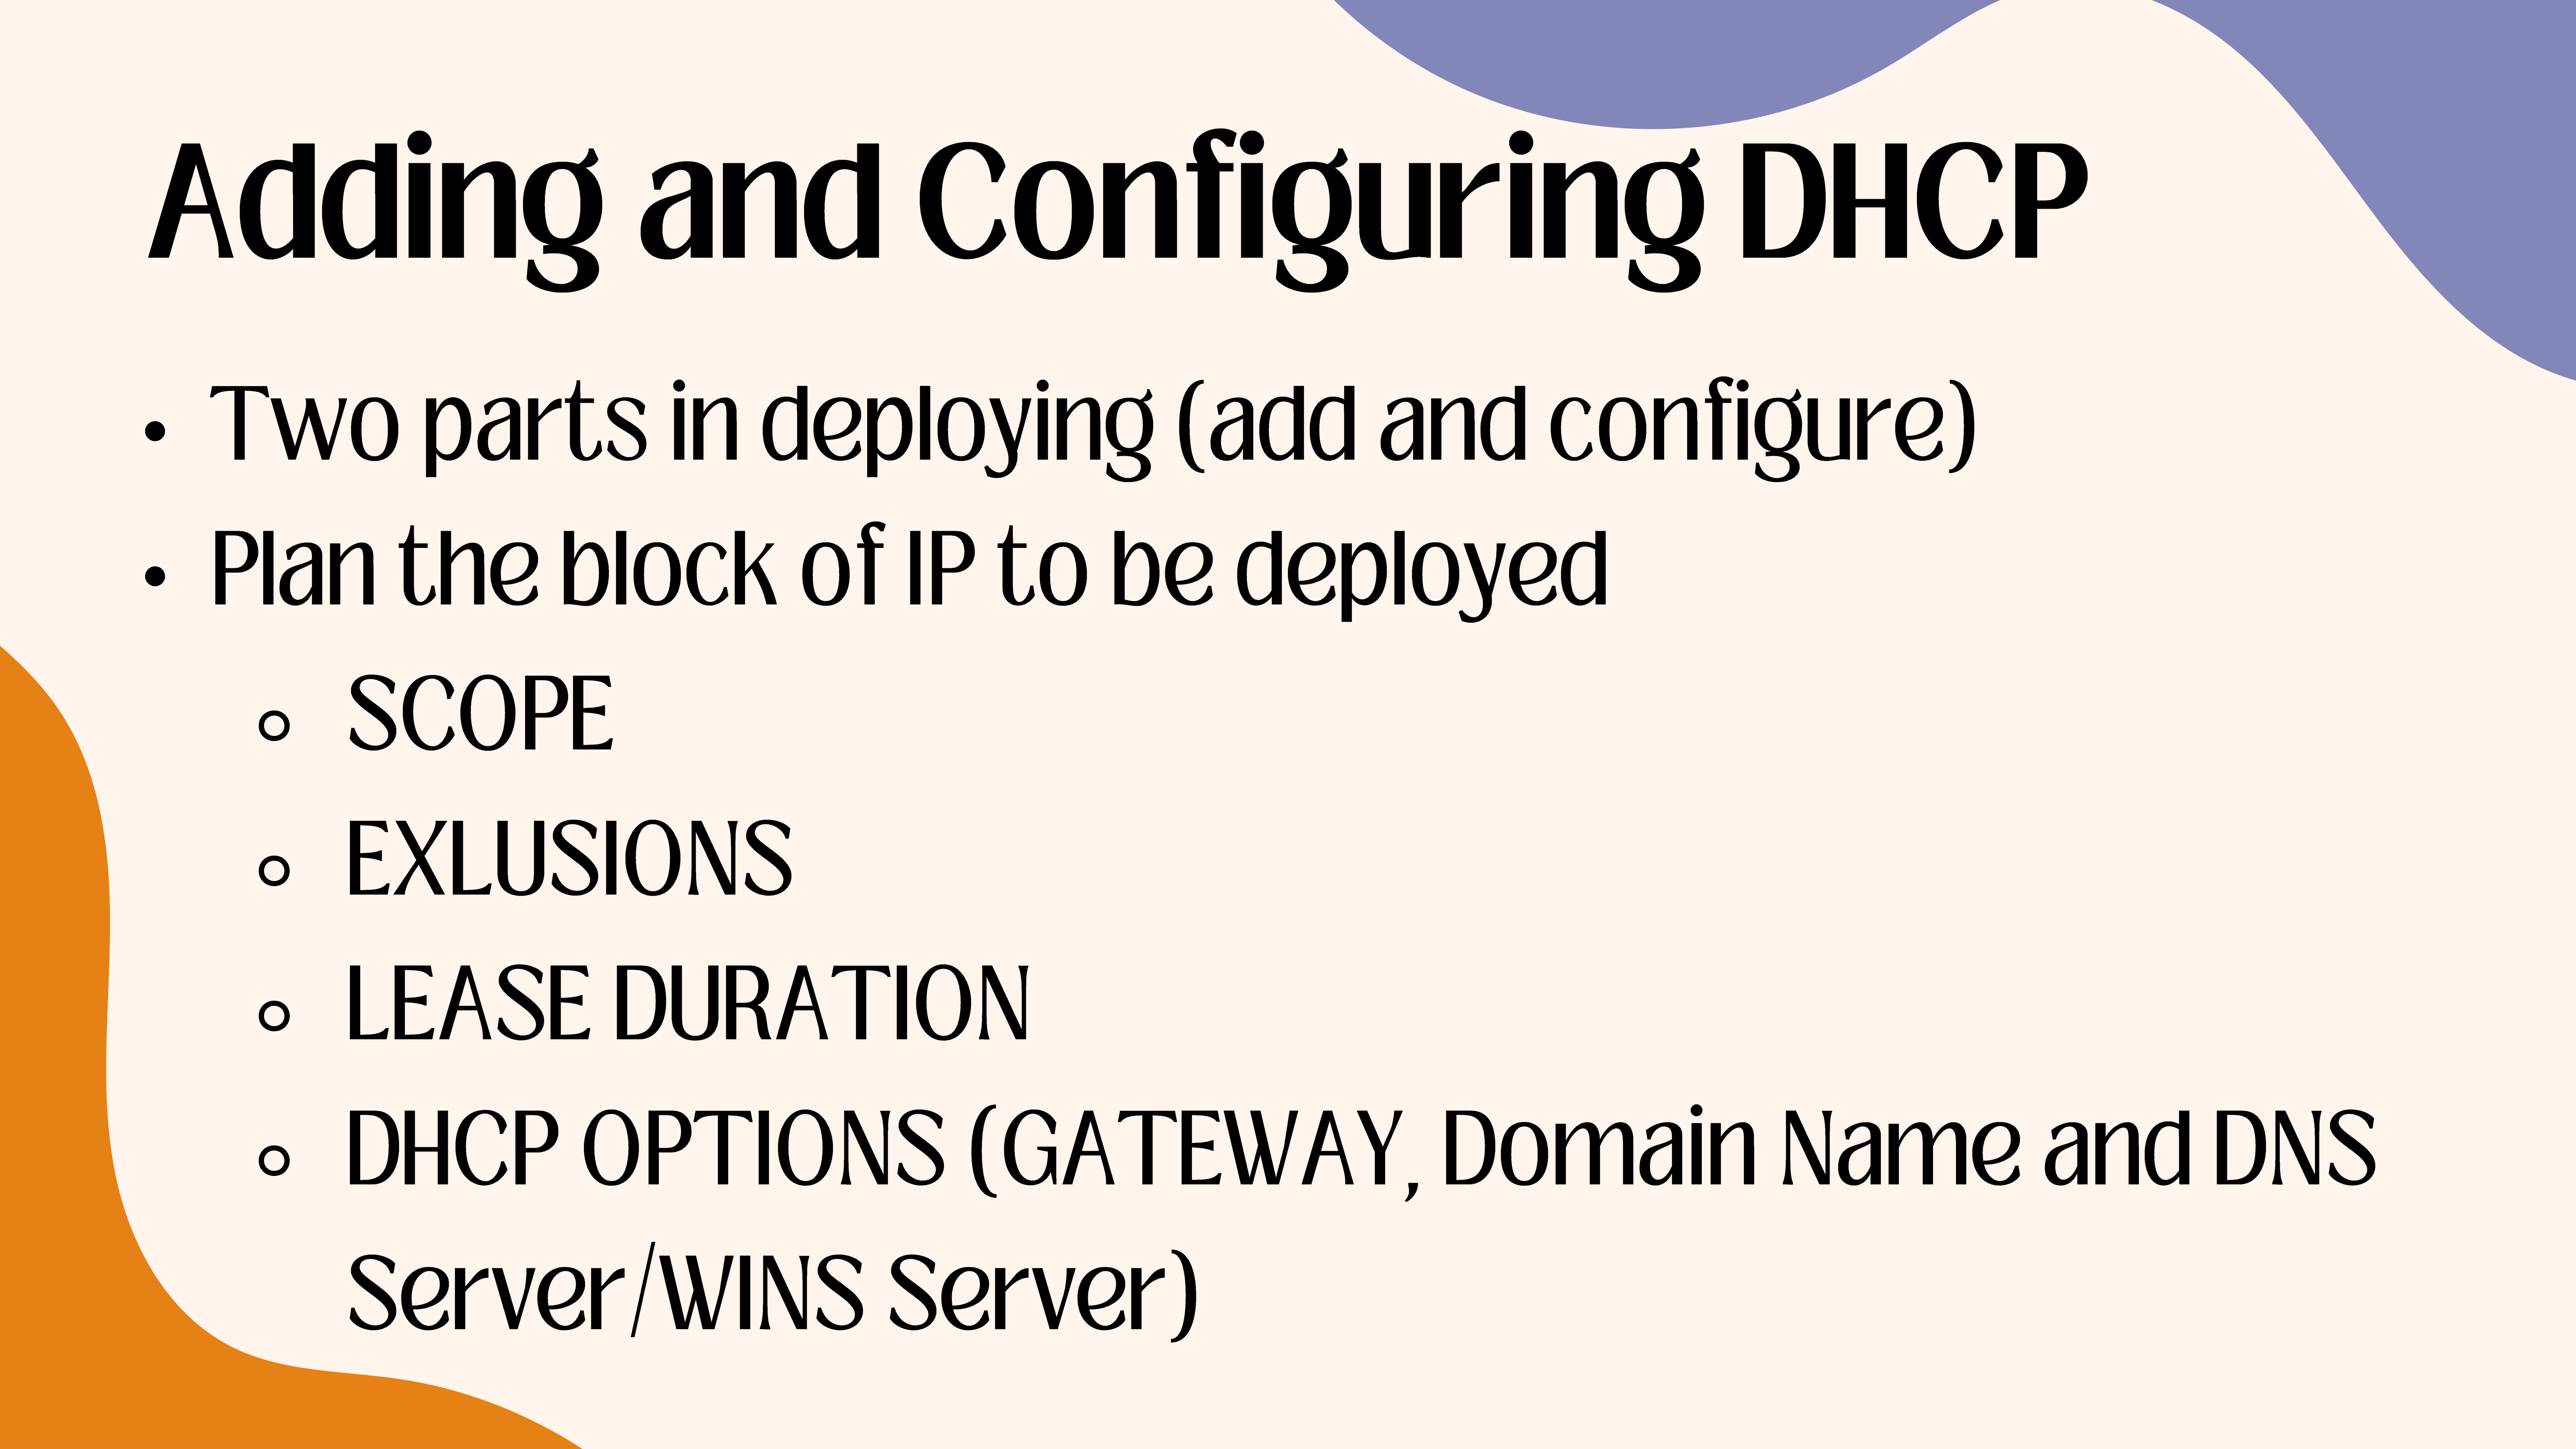 Adding and Configuring DHCP
• Two parts in deploying (add and configure)
• Plan the block of IP to be deployed
○ SCOPE
○ EXLUSIONS
○ LEASE DURATION
○ DHCP OPTIONS (GATEWAY, Domain Name and DNS
Server/WINS Server)